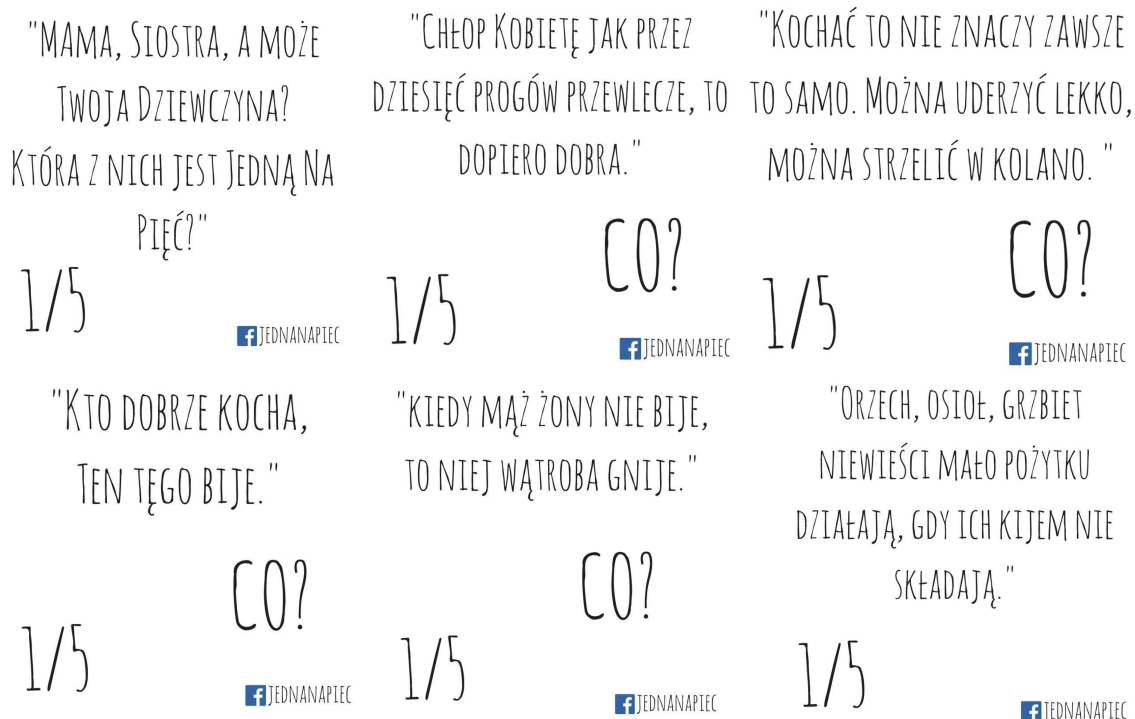 "Mama, Siostra, a może
Twoja Dziewczyna?
Która z nich jest Jedną Na
Pięć?"
1/5
JEDNANAPIEC
"Chłop Kobietę jak przez
dziesięć progów przewlecze, to
dopiero dobra."
CO?
1/5
JEDNANAPIEC
"Kochać to nie znaczy zawsze
to samo. Można uderzyć lekko,
można strzelić w kolano. "
CO?
1/5
JEDNANAPIEC
"Kto dobrze kocha,
Ten tęgo bije."
CO?
1/5
JEDNANAPIEC
"kiedy mąż żony nie bije,
to niej wątroba gnije."
CO?
1/5
JEDNANAPIEC
"Orzech, osioł, grzbiet
niewieści mało pożytku
działają, gdy ich kijem nie
składają."
1/5
JEDNANAPIEC